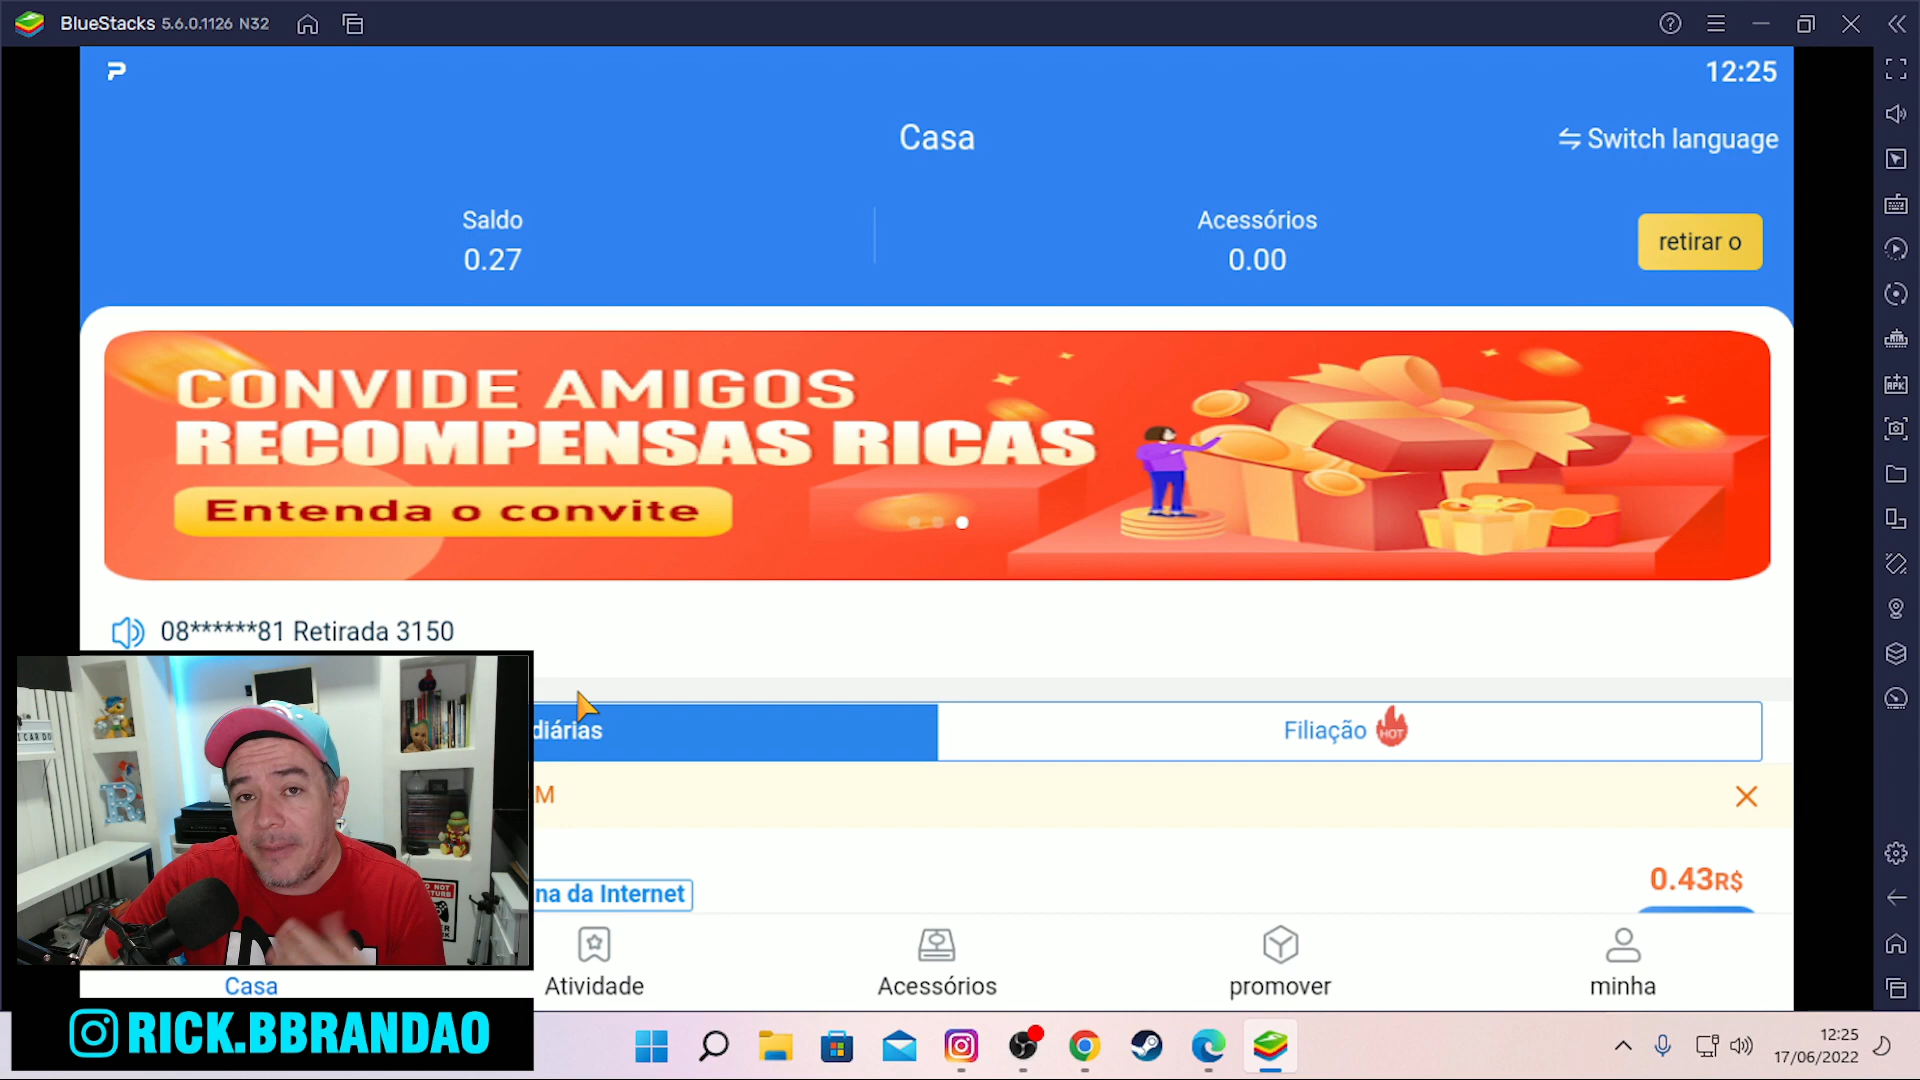 BlueStacks 5.6.0.1126 N32
12:25
Casa
Switch language
Saldo
0.27
Acessórios
0.00
retirar o
CONVIDE AMIGOS
RECOMPENSAS RICAS
Entenda o convite
08******81 Retirada 3150
diárias
Filiação
HOT
M
na da Internet
0.43R$
Casa
Atividade
Acessórios
promover
minha
RICK.BBRANDAO
12:25
17/06/2022